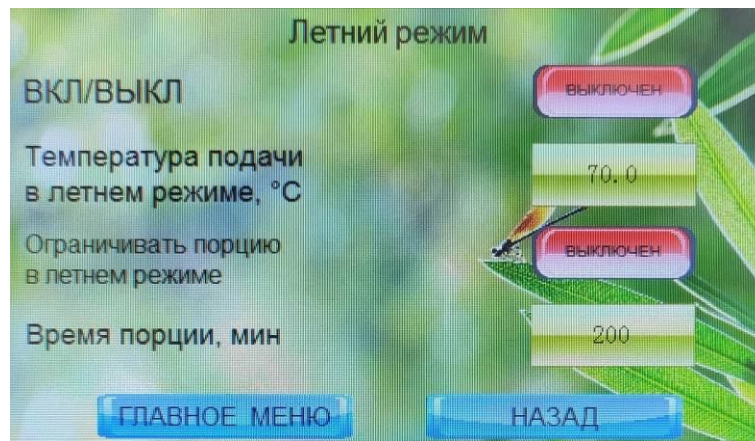 Летний режим
ВКЛ/ВЫКЛ
ВЫКЛЮЧЕН
Температура подачи
в летнем режиме, °С
70.0
Ограничивать порцию
в летнем режиме
ВЫКЛЮЧЕН
Время порции, мин
200
ГЛАВНОЕ МЕНЮ
НАЗАД